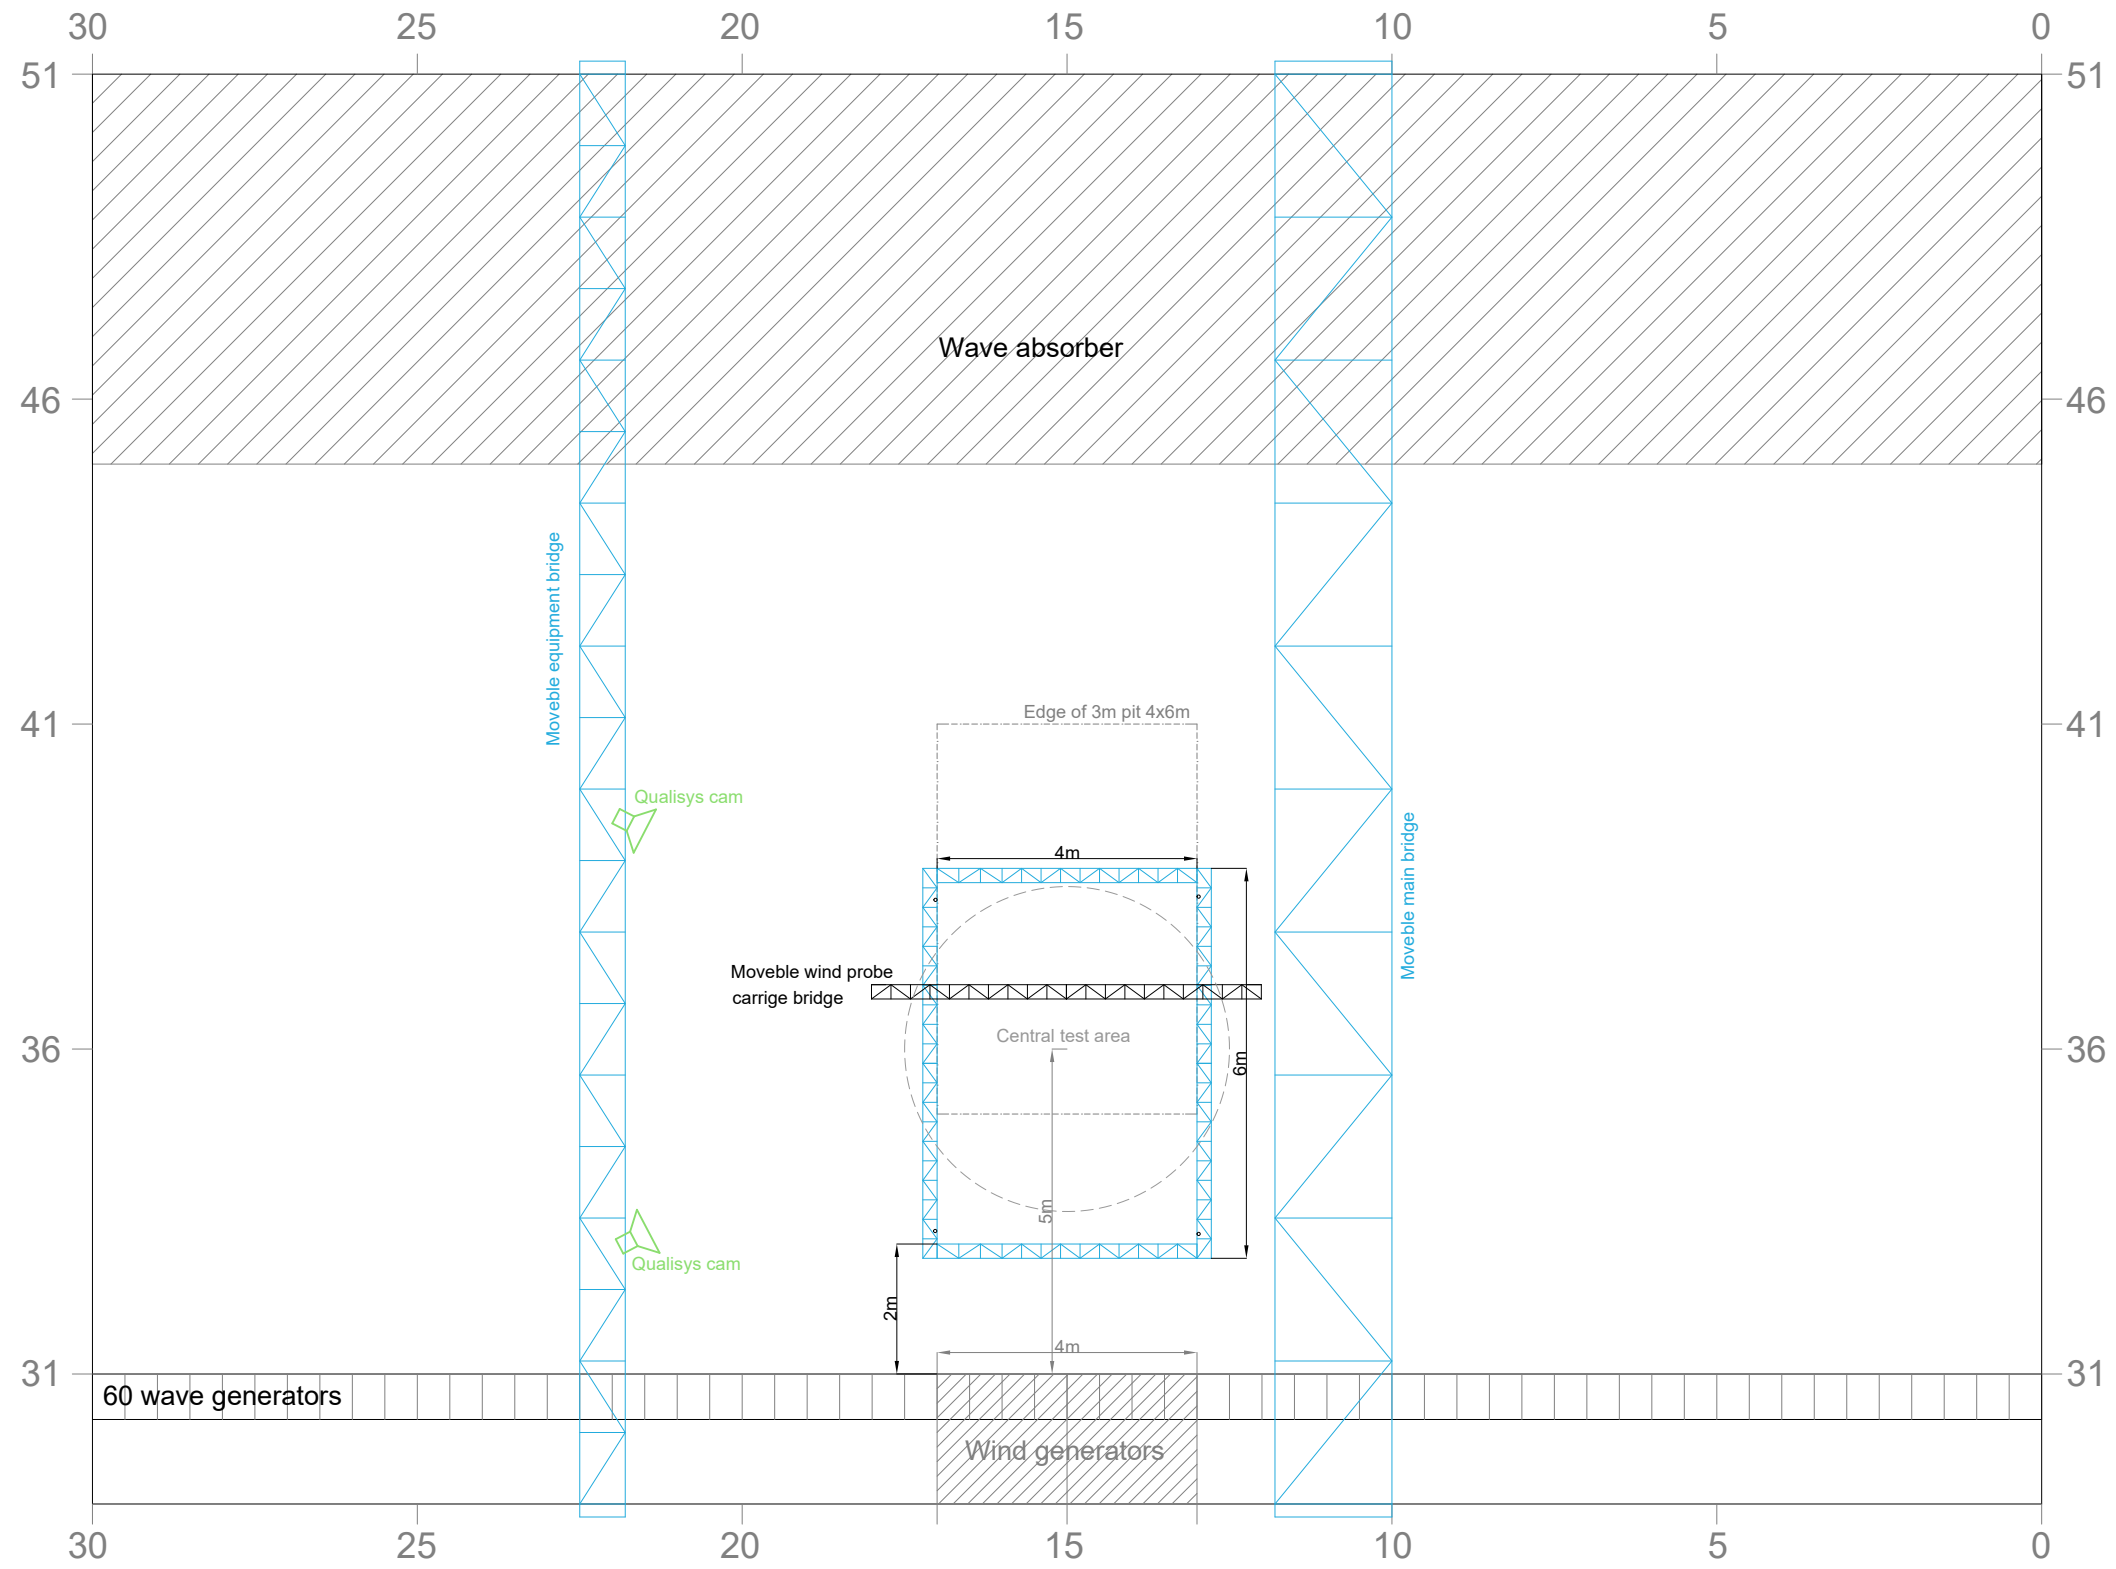 30 25 20 15 10 5 0
51 51
Wave absorber
46 46
Moveble equipment bridge
Edge of 3m pit 4x6m
41 41
Qualisys cam
Moveble main bridge
4m
Moveble wind probe
carrige bridge
Central test area
36 36
6m
5m
Qualisys cam
2m
4m
31 31
60 wave generators
Wind generators
30 25 20 15 10 5 0